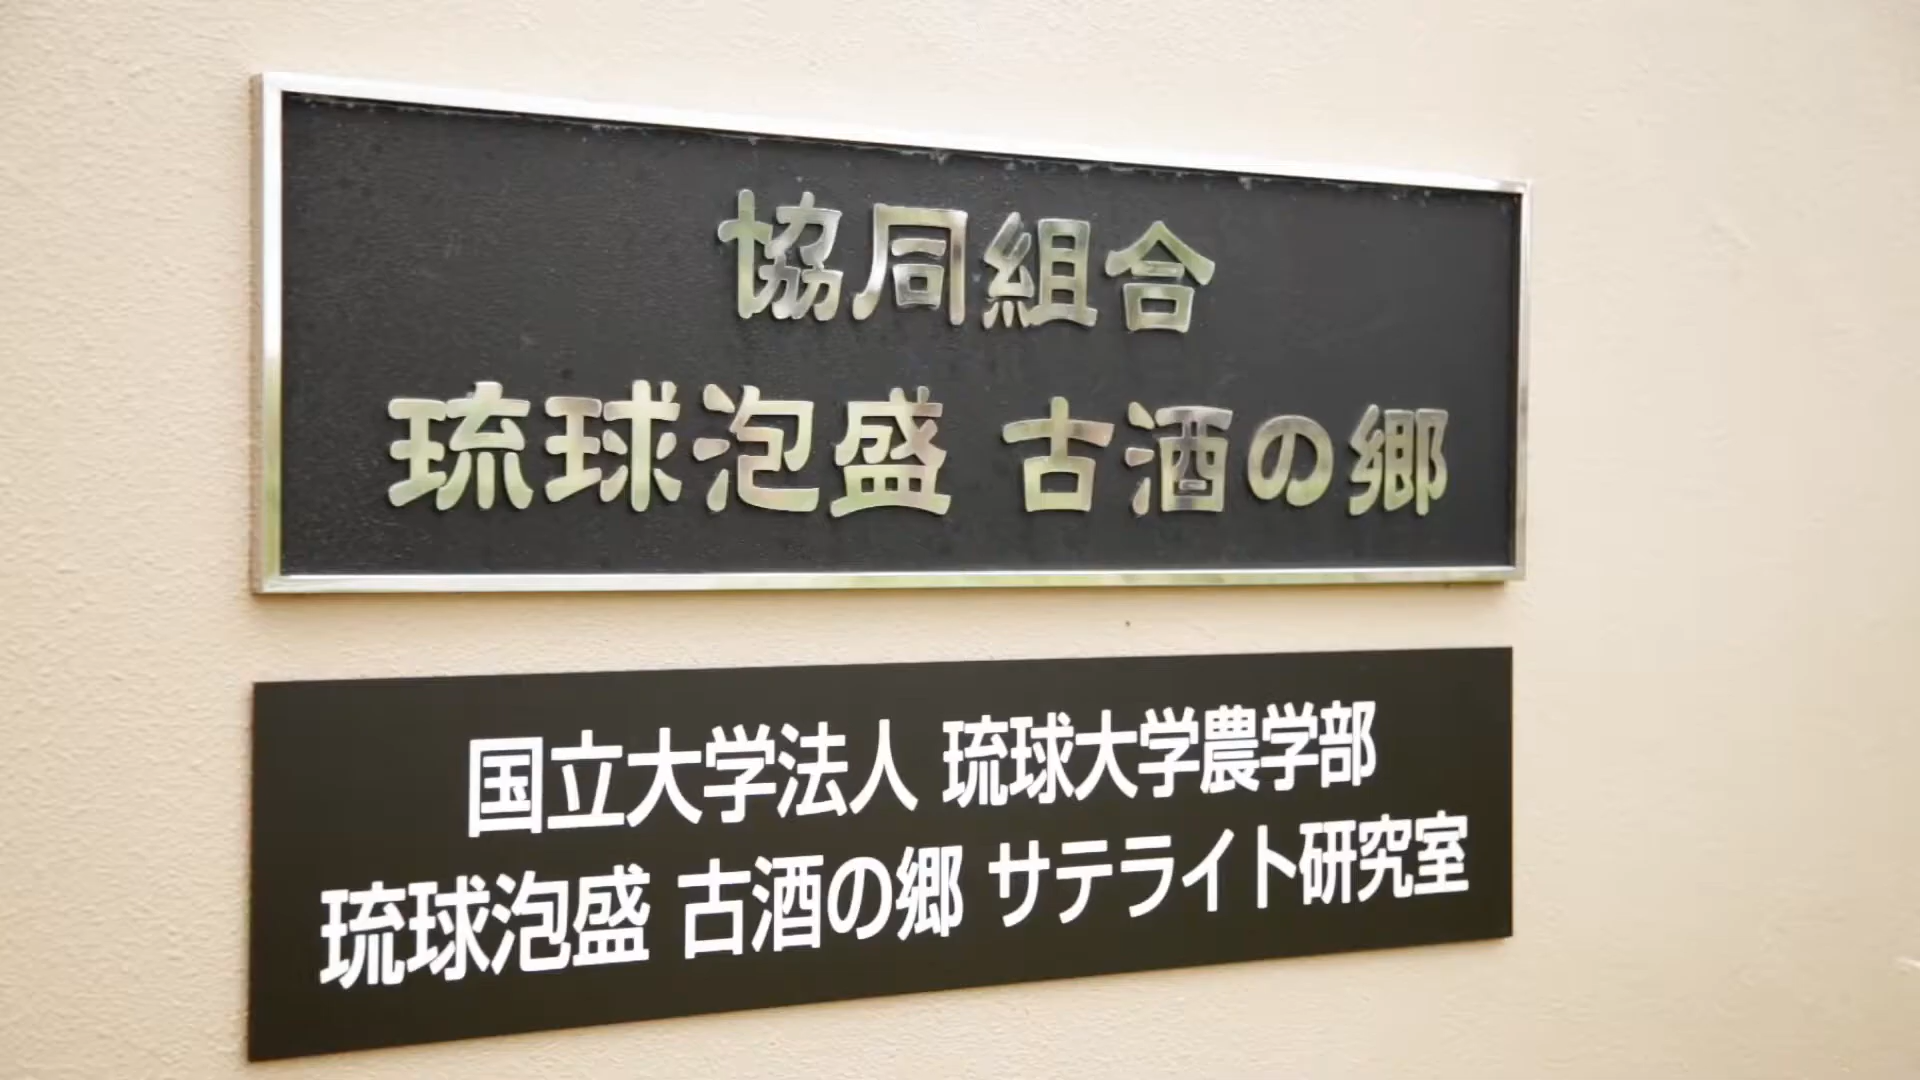 協同組合
琉球泡盛 古酒の郷
国立大学法人 琉球大学農学部
琉球泡盛 古酒の郷 サテライト研究室